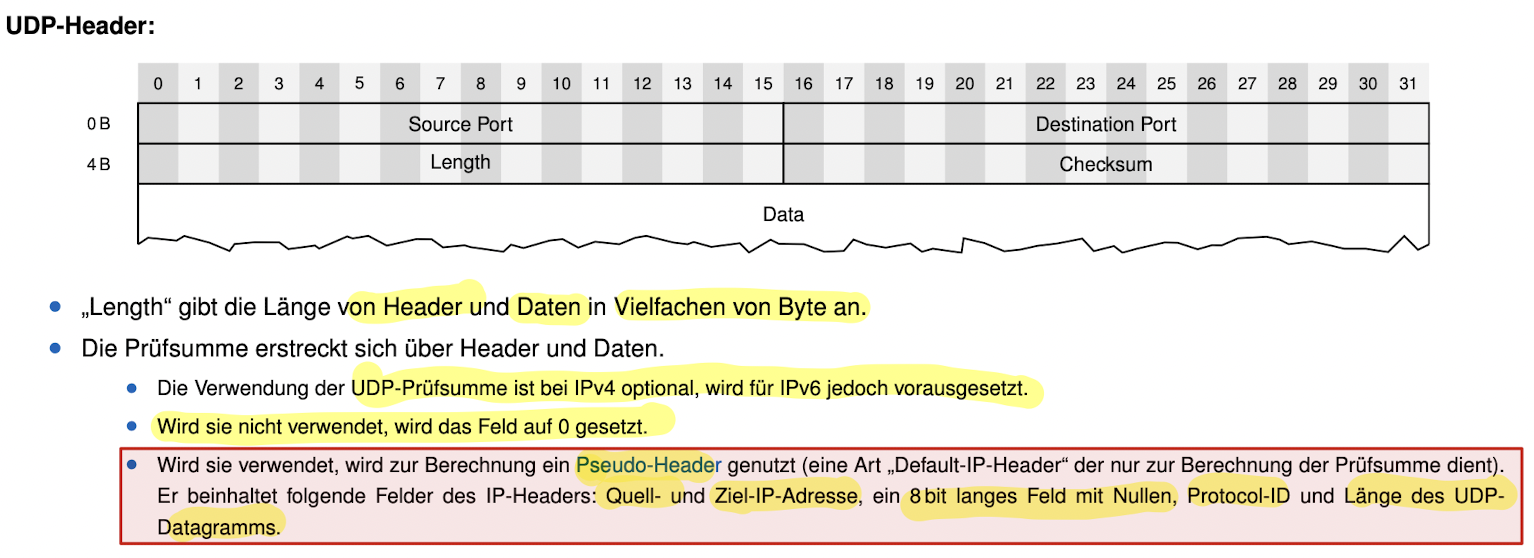 UDP-Header:
0 1 2 3 4 5 6 7 8 9 10 11 12 13 14 15 16 17 18 19 20 21 22 23 24 25 26 27 28 29 30 31
0 B Source Port Destination Port
4 B Length Checksum
Data
• „Length“ gibt die Länge von Header und Daten in Vielfachen von Byte an.
• Die Prüfsumme erstreckt sich über Header und Daten.
• Die Verwendung der UDP-Prüfsumme ist bei IPv4 optional, wird für IPv6 jedoch vorausgesetzt.
• Wird sie nicht verwendet, wird das Feld auf 0 gesetzt.
• Wird sie verwendet, wird zur Berechnung ein Pseudo-Header genutzt (eine Art „Default-IP-Header“ der nur zur Berechnung der Prüfsumme dient).
Er beinhaltet folgende Felder des IP-Headers: Quell- und Ziel-IP-Adresse, ein 8 bit langes Feld mit Nullen, Protocol-ID und Länge des UDP-
Datagramms.